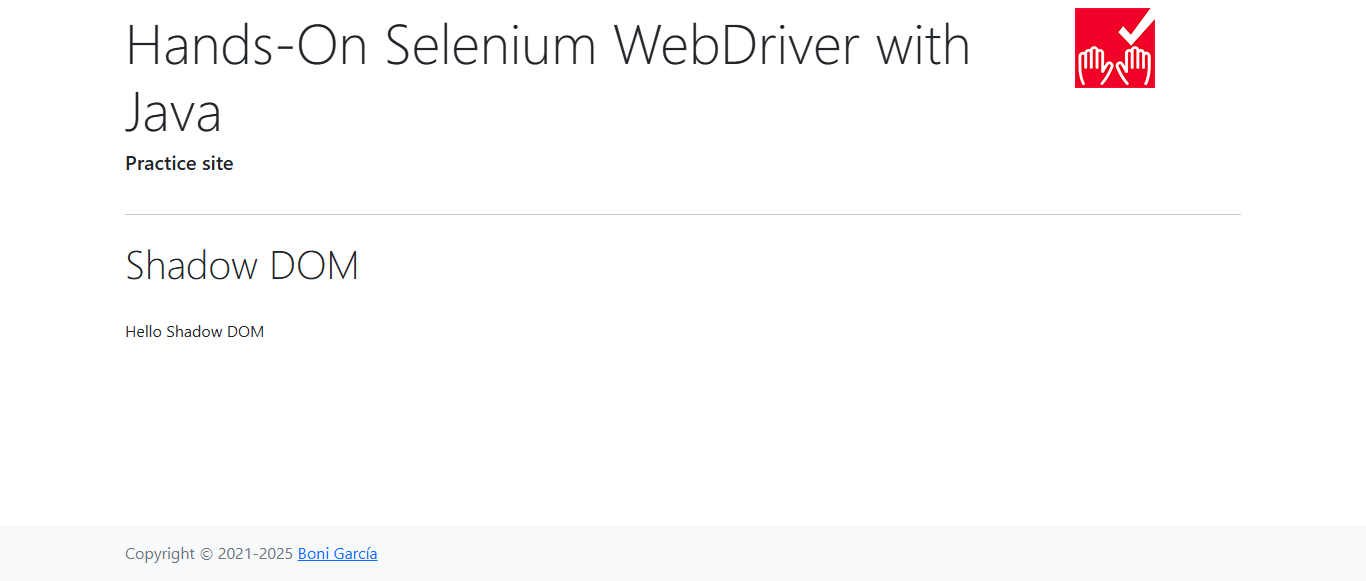 Hands-On Selenium WebDriver with
Java
Practice site
Shadow DOM
Hello Shadow DOM
Copyright © 2021-2025 Boni García